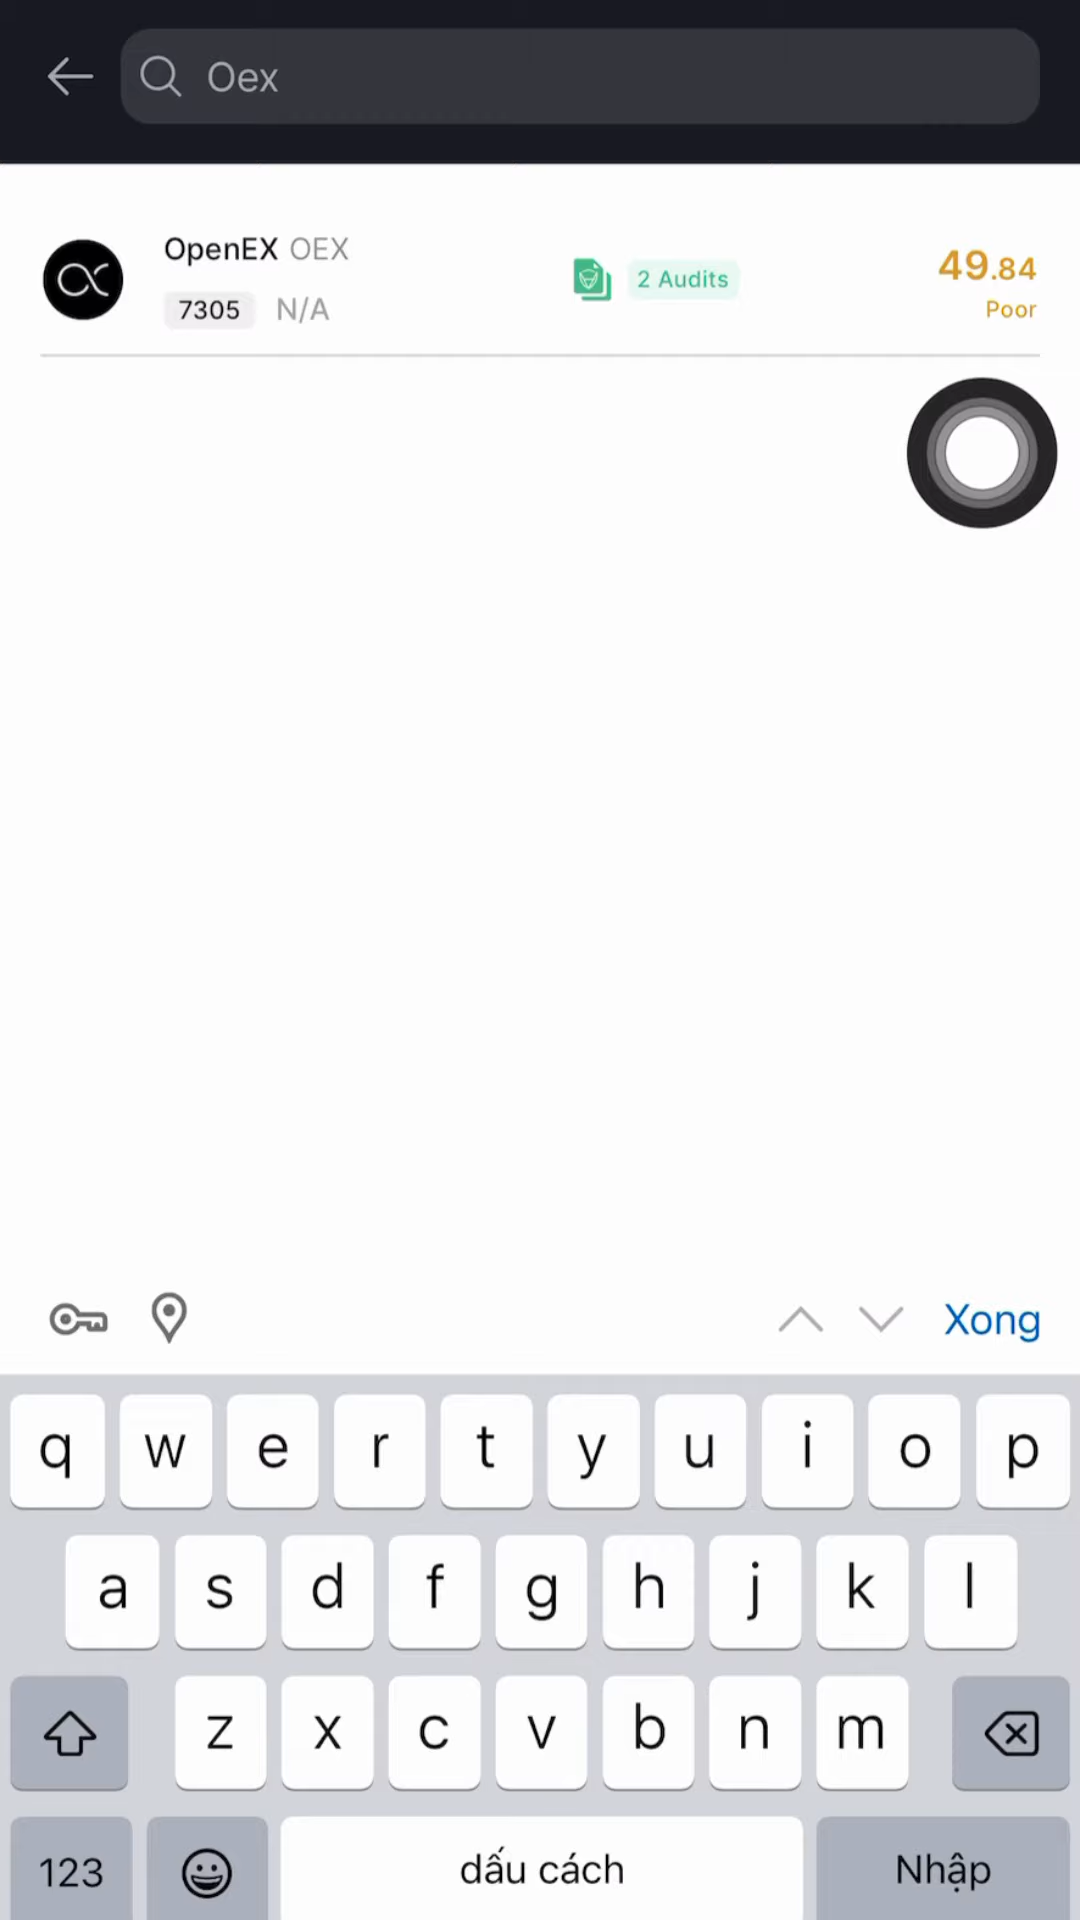 Oex
OpenEX OEX
7305 N/A
2 Audits
49.84
Poor
Xong
q w e r t y u i o p
a s d f g h j k l
z x c v b n m
123 dấu cách Nhập